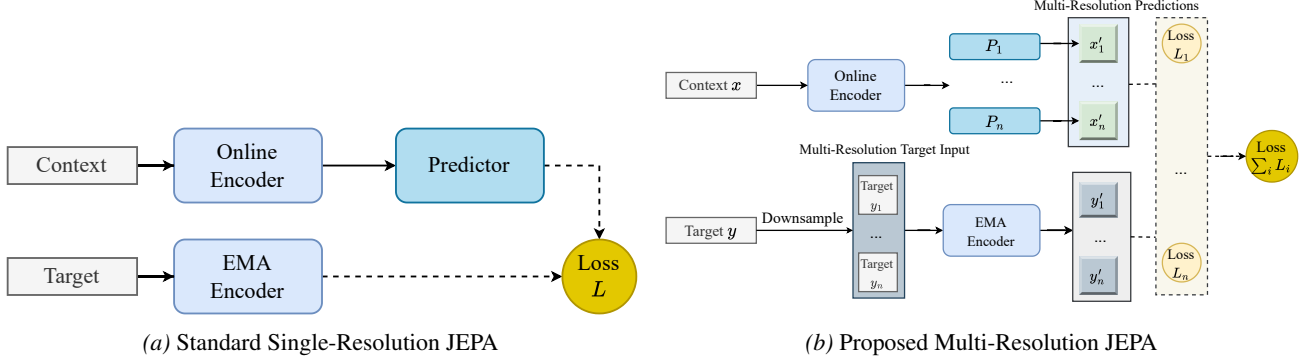 Context
Online
Encoder
Predictor
Target
EMA
Encoder
Loss
L
(a) Standard Single-Resolution JEPA
Multi-Resolution Predictions
Context x
Online
Encoder
P₁
...
Pₙ
x′₁
...
x′ₙ
Loss
L₁
...
Loss
Lₙ
Loss
∑ᵢ Lᵢ
Multi-Resolution Target Input
Target y
Downsample
Target
y₁
...
Target
yₙ
EMA
Encoder
y′₁
...
y′ₙ
(b) Proposed Multi-Resolution JEPA